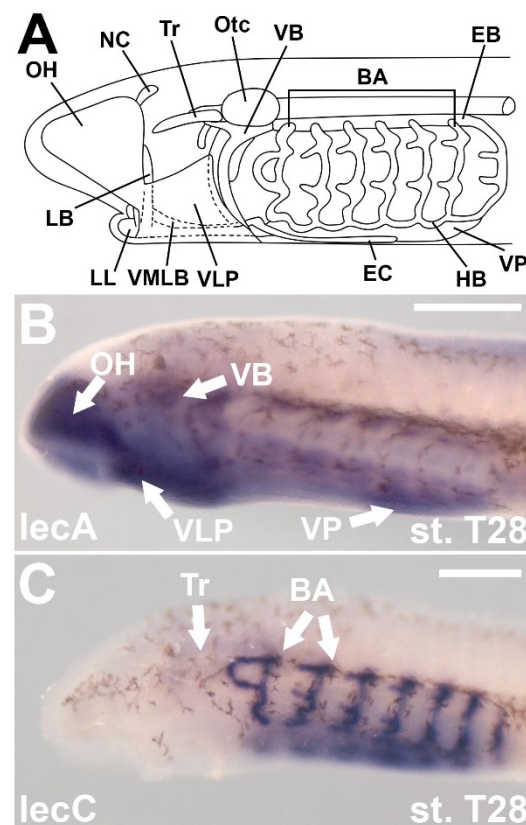 A
NC
Tr
Otc
VB
EB
OH
BA
LB
LL
VMLB
VLP
EC
HB
VP
B
OH
VB
VLP
VP
lecA
st. T28
C
Tr
BA
lecC
st. T28